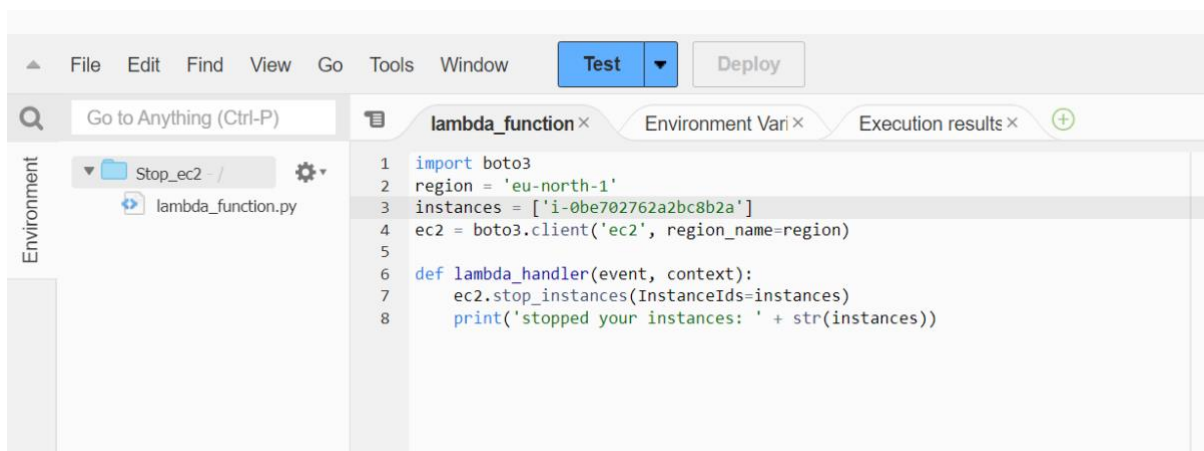 File Edit Find View Go Tools Window Test Deploy
Go to Anything (Ctrl-P)
lambda_function × Environment Vari × Execution results ×
Environment
Stop_ec2 - /
lambda_function.py
1 import boto3
2 region = 'eu-north-1'
3 instances = ['i-0be702762a2bc8b2a']
4 ec2 = boto3.client('ec2', region_name=region)
5
6 def lambda_handler(event, context):
7     ec2.stop_instances(InstanceIds=instances)
8     print('stopped your instances: ' + str(instances))